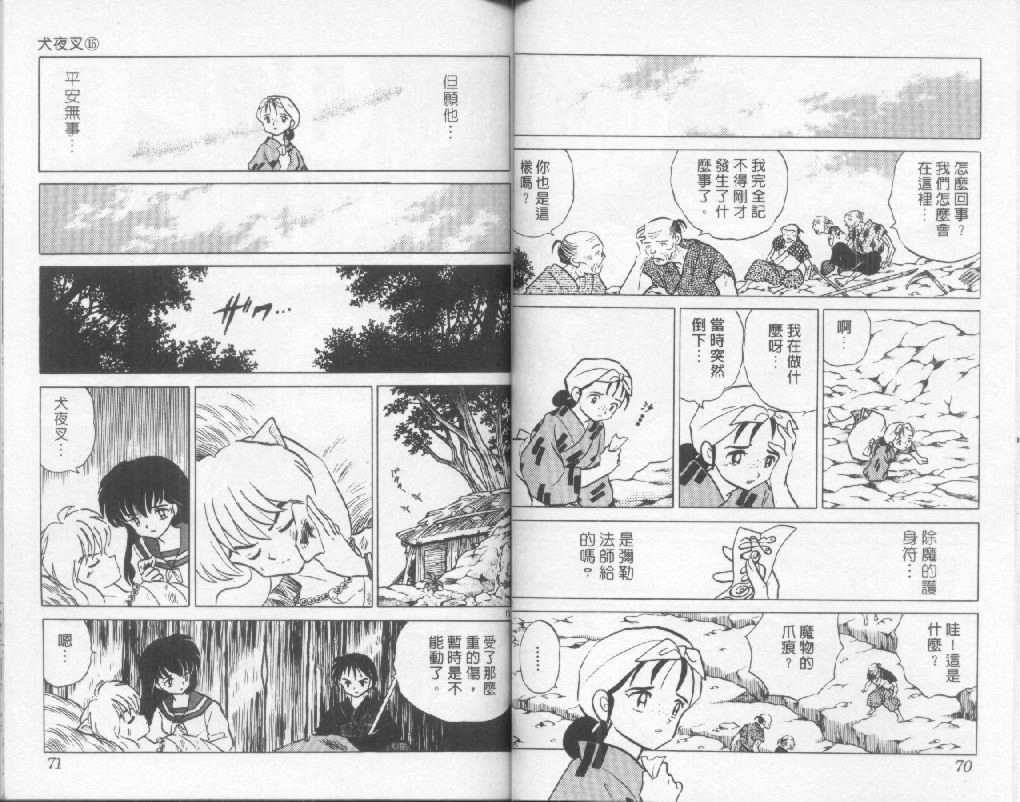 怎麼回事?
我們怎麼會
在這裡…
我完全記
不得剛才
發生了什
麼事了。
你也是這
樣嗎?
啊…
我在做什
麼呀…
當時突然
倒下…
除魔的護
身符…
是彌勒
法師給
的嗎?
哇!這是
什麼?
魔物的
爪痕?
……
70
犬夜叉⑮
但願他…
平安無事…
ザワ…
犬夜叉…
受了那麼
重的傷,
暫時是不
能動了。
嗯…
71